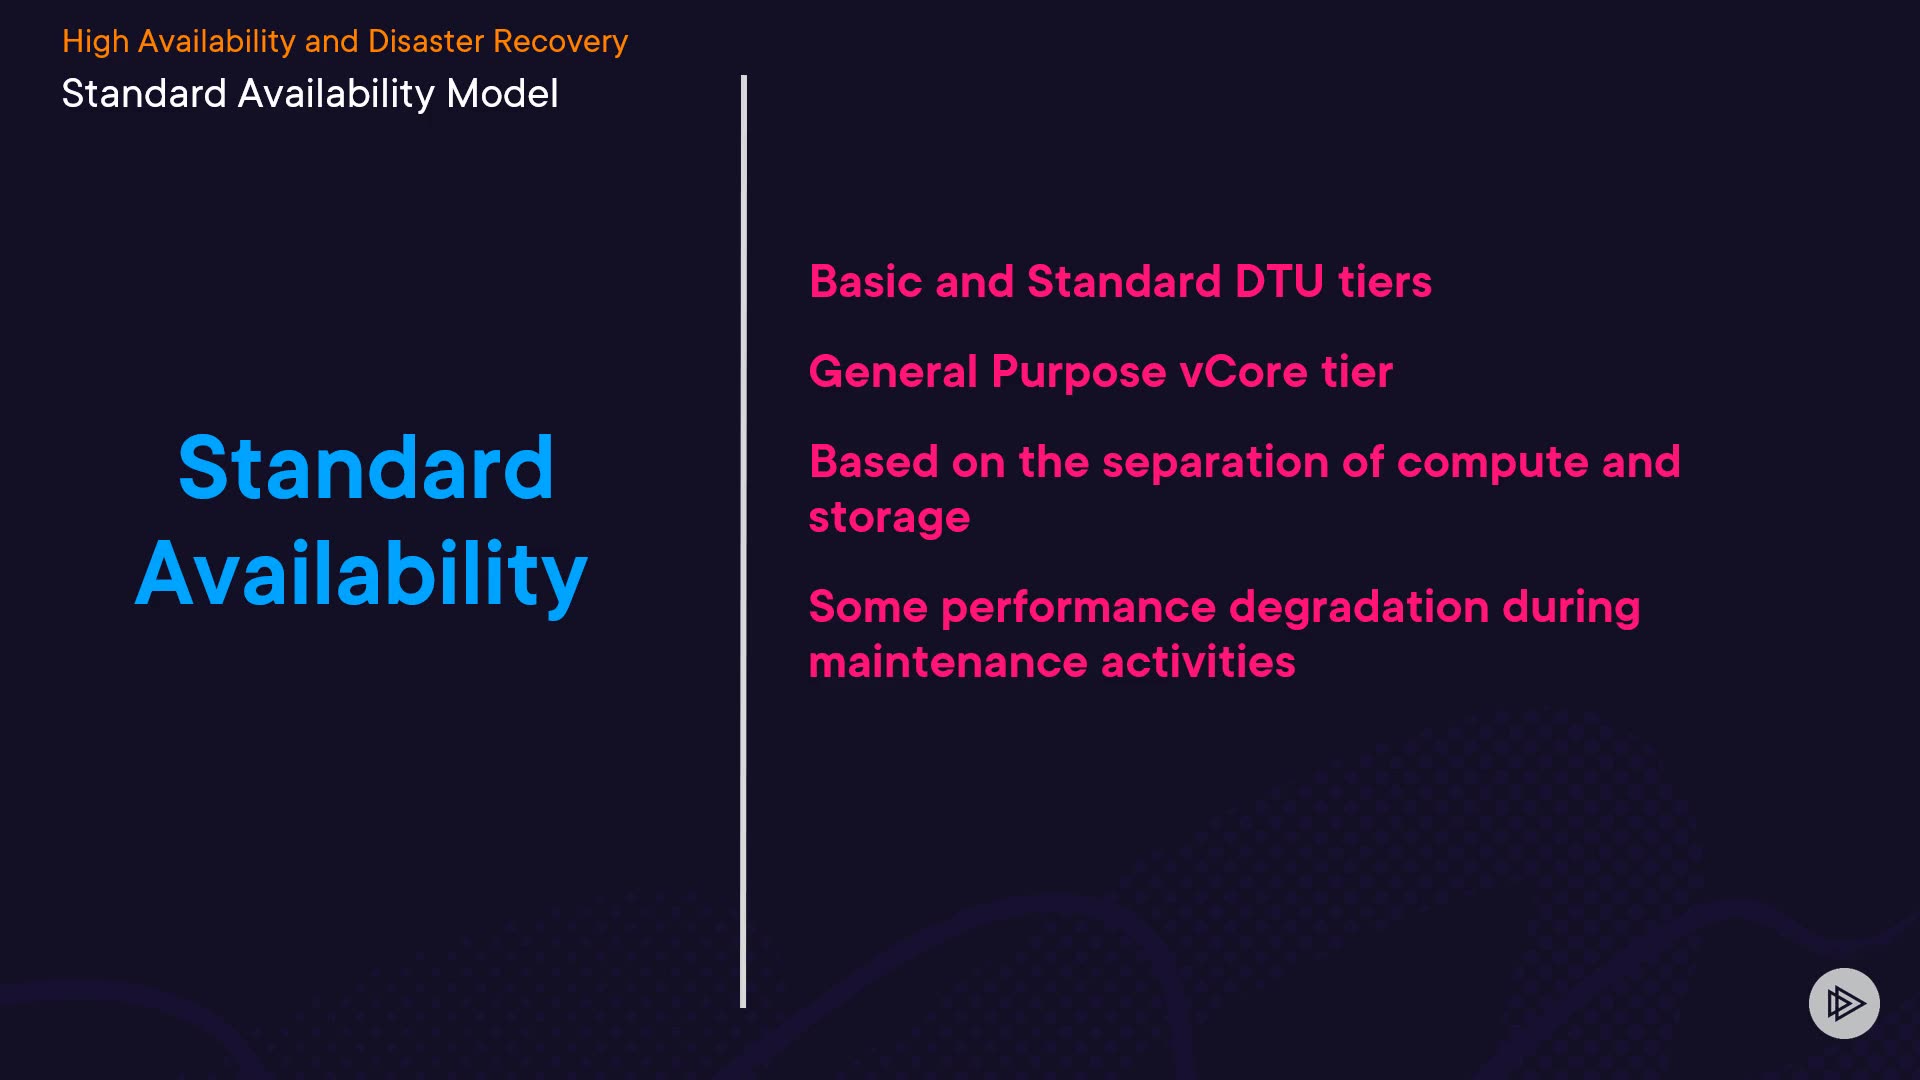 High Availability and Disaster Recovery
Standard Availability Model
Standard
Availability
Basic and Standard DTU tiers
General Purpose vCore tier
Based on the separation of compute and
storage
Some performance degradation during
maintenance activities